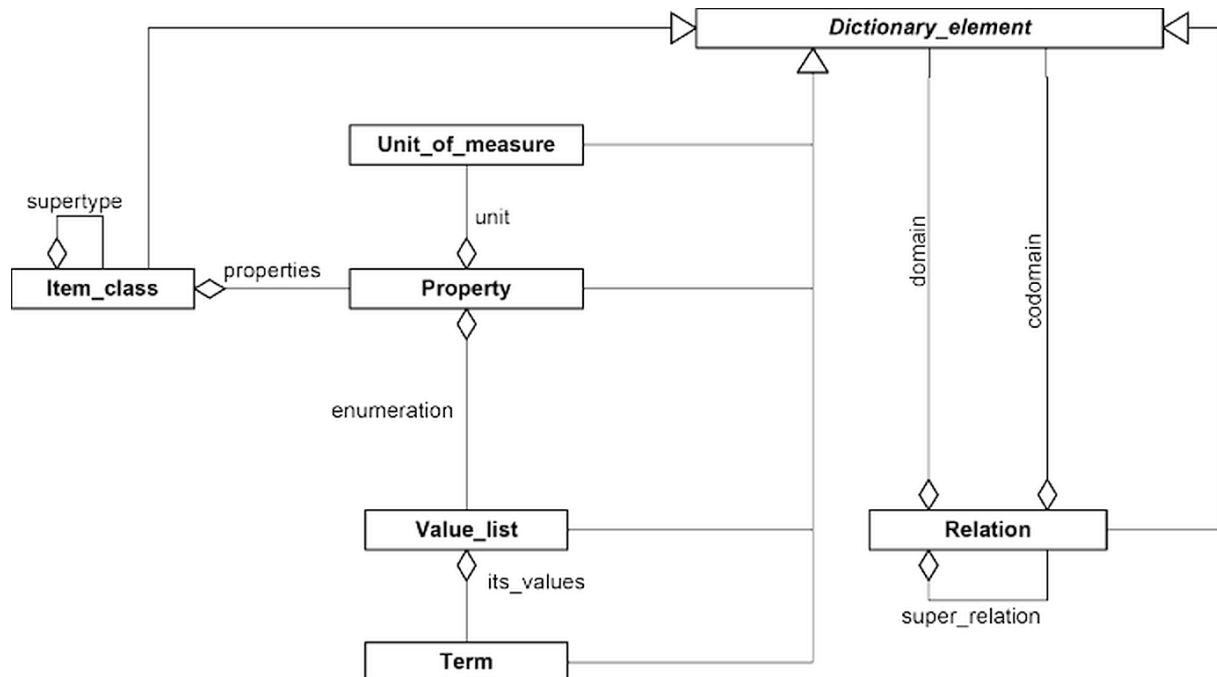 Dictionary_element
Unit_of_measure
supertype
unit
properties
Item_class
Property
domain
codomain
enumeration
Value_list
Relation
its_values
super_relation
Term